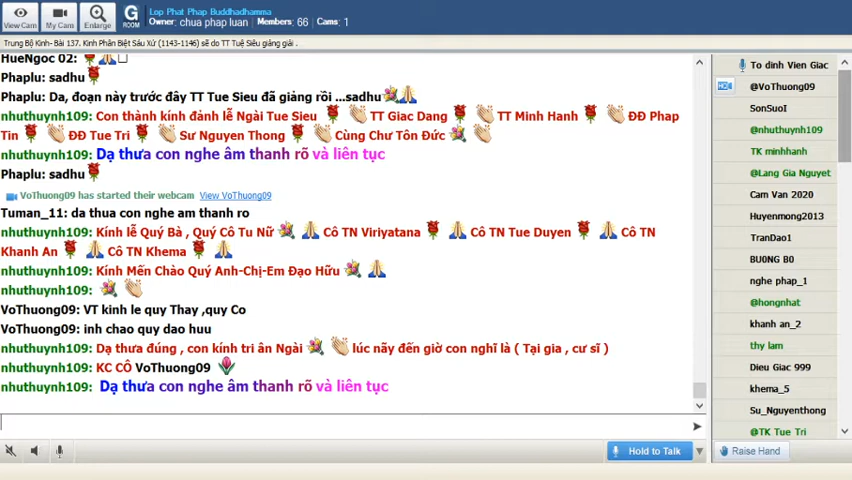 View Cam
My Cam
Enlarge
G
ROOM
Lop Phat Phap Buddhadhamma
Owner: chua phap luan   Members: 66   Cams: 1
Trung Bộ Kinh- Bài 137. Kinh Phân Biệt Sáu Xứ (1143-1146) sẽ do TT Tuệ Siêu giảng giải .
HueNgoc 02:
Phaplu: sadhu
Phaplu: Da, đoạn này trước đây TT Tue Sieu đã giảng rồi ...sadhu
nhuthuynh109: Con thành kính đảnh lễ Ngài Tue Sieu TT Giac Dang TT Minh Hanh ĐĐ Phap
Tin ĐĐ Tue Tri Sư Nguyen Thong Cùng Chư Tôn Đức
nhuthuynh109: Dạ thưa con nghe âm thanh rõ và liên tục
Phaplu: sadhu
VoThuong09 has started their webcam View VoThuong09
Tuman_11: da thua con nghe am thanh ro
nhuthuynh109: Kính lễ Quý Bà , Quý Cô Tu Nữ Cô TN Viriyatana Cô TN Tue Duyen Cô TN
Khanh An Cô TN Khema
nhuthuynh109: Kính Mến Chào Quý Anh-Chị-Em Đạo Hữu
nhuthuynh109:
VoThuong09: VT kinh le quy Thay ,quy Co
VoThuong09: inh chao quy dao huu
nhuthuynh109: Dạ thưa đúng , con kính tri ân Ngài lúc nãy đến giờ con nghĩ là ( Tại gia , cư sĩ )
nhuthuynh109: KC CÔ VoThuong09
nhuthuynh109: Dạ thưa con nghe âm thanh rõ và liên tục
Hold to Talk
To dinh Vien Giac
@VoThuong09
SonSuoI
@nhuthuynh109
TK minhhanh
@Lang Gia Nguyet
Cam Van 2020
Huyenmong2013
TranDao1
BU0NG B0
nghe phap_1
@hongnhat
khanh an_2
thy lam
Dieu Giac 999
khema_5
Su_Nguyenthong
@TK Tue Tri
Raise Hand